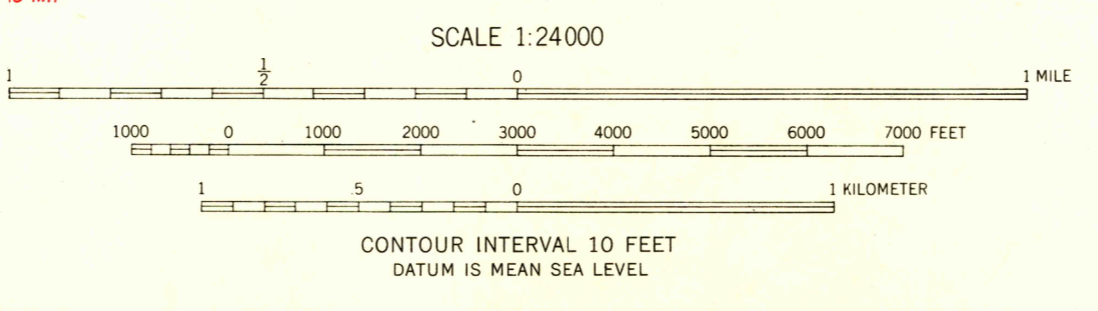 SCALE 1:24000
1 1/2 0 1 MILE
1000 0 1000 2000 3000 4000 5000 6000 7000 FEET
1 .5 0 1 KILOMETER
CONTOUR INTERVAL 10 FEET
DATUM IS MEAN SEA LEVEL